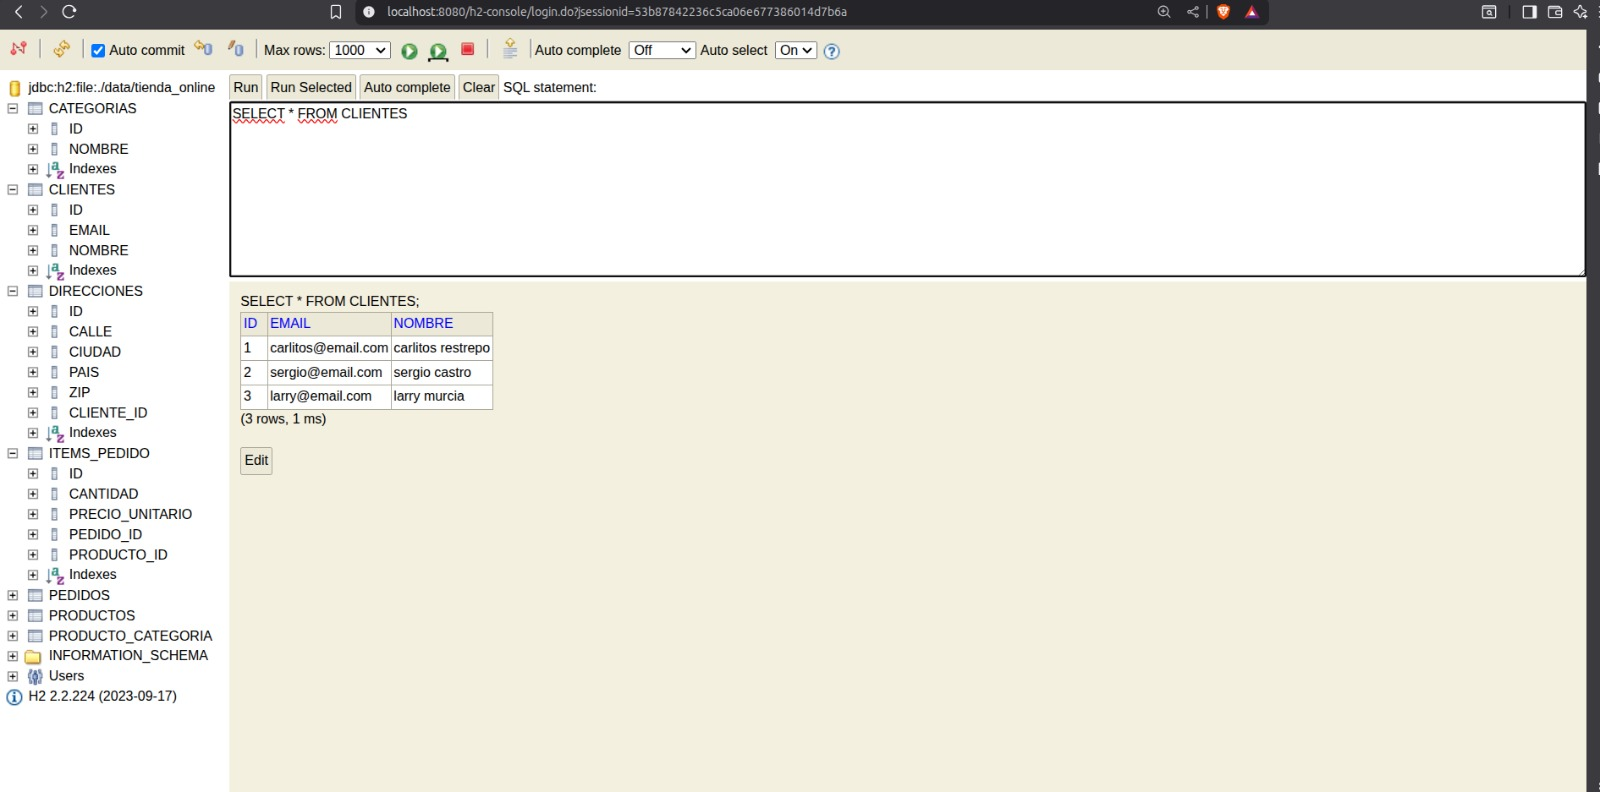 localhost:8080/h2-console/login.do?jsessionid=53b87842236c5ca06e677386014d7b6a
Auto commit Max rows: 1000 Auto complete Off Auto select On
jdbc:h2:file:./data/tienda_online
CATEGORIAS
ID
NOMBRE
Indexes
CLIENTES
ID
EMAIL
NOMBRE
Indexes
DIRECCIONES
ID
CALLE
CIUDAD
PAIS
ZIP
CLIENTE_ID
Indexes
ITEMS_PEDIDO
ID
CANTIDAD
PRECIO_UNITARIO
PEDIDO_ID
PRODUCTO_ID
Indexes
PEDIDOS
PRODUCTOS
PRODUCTO_CATEGORIA
INFORMATION_SCHEMA
Users
H2 2.2.224 (2023-09-17)
Run Run Selected Auto complete Clear SQL statement:
SELECT * FROM CLIENTES
SELECT * FROM CLIENTES;
ID EMAIL NOMBRE
1 carlitos@email.com carlitos restrepo
2 sergio@email.com sergio castro
3 larry@email.com larry murcia
(3 rows, 1 ms)
Edit